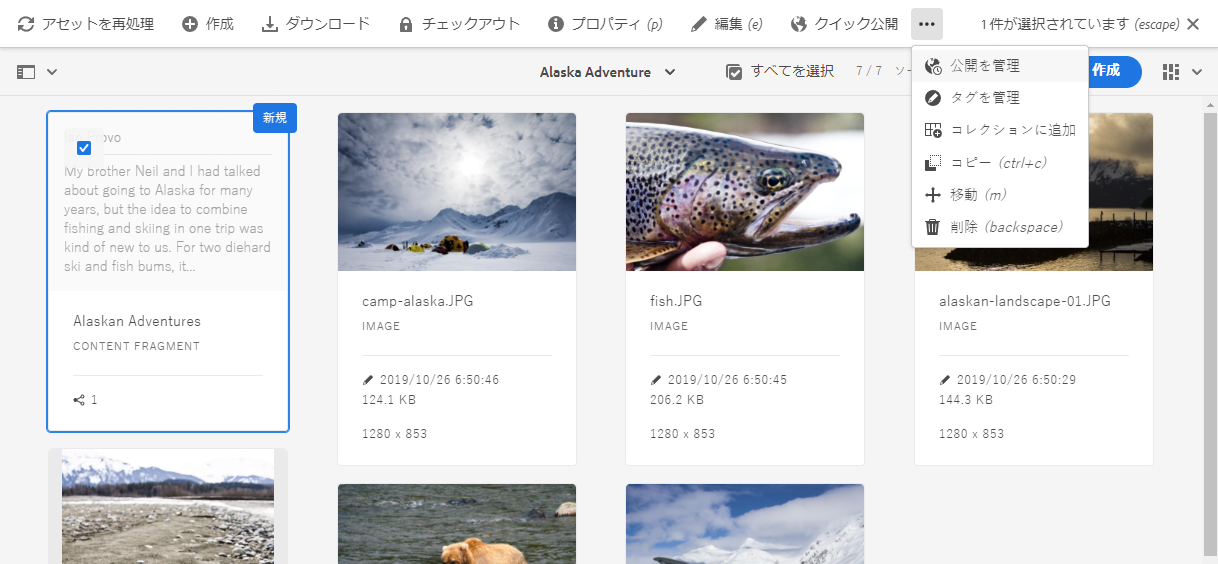 アセットを再処理 作成 ダウンロード チェックアウト プロパティ (p) 編集 (e) クイック公開 ••• 1 件が選択されています (escape) ×
Alaska Adventure すべてを選択 7 / 7 ソー 作成
公開を管理
タグを管理
コレクションに追加
コピー (ctrl+c)
移動 (m)
削除 (backspace)
新規
My brother Neil and I had talked
about going to Alaska for many
years, but the idea to combine
fishing and skiing in one trip was
kind of new to us. For two diehard
ski and fish bums, it...
Alaskan Adventures
CONTENT FRAGMENT
1
camp-alaska.JPG
IMAGE
2019/10/26 6:50:46
124.1 KB
1280 x 853
fish.JPG
IMAGE
2019/10/26 6:50:45
206.2 KB
1280 x 853
alaskan-landscape-01.JPG
IMAGE
2019/10/26 6:50:29
144.3 KB
1280 x 853